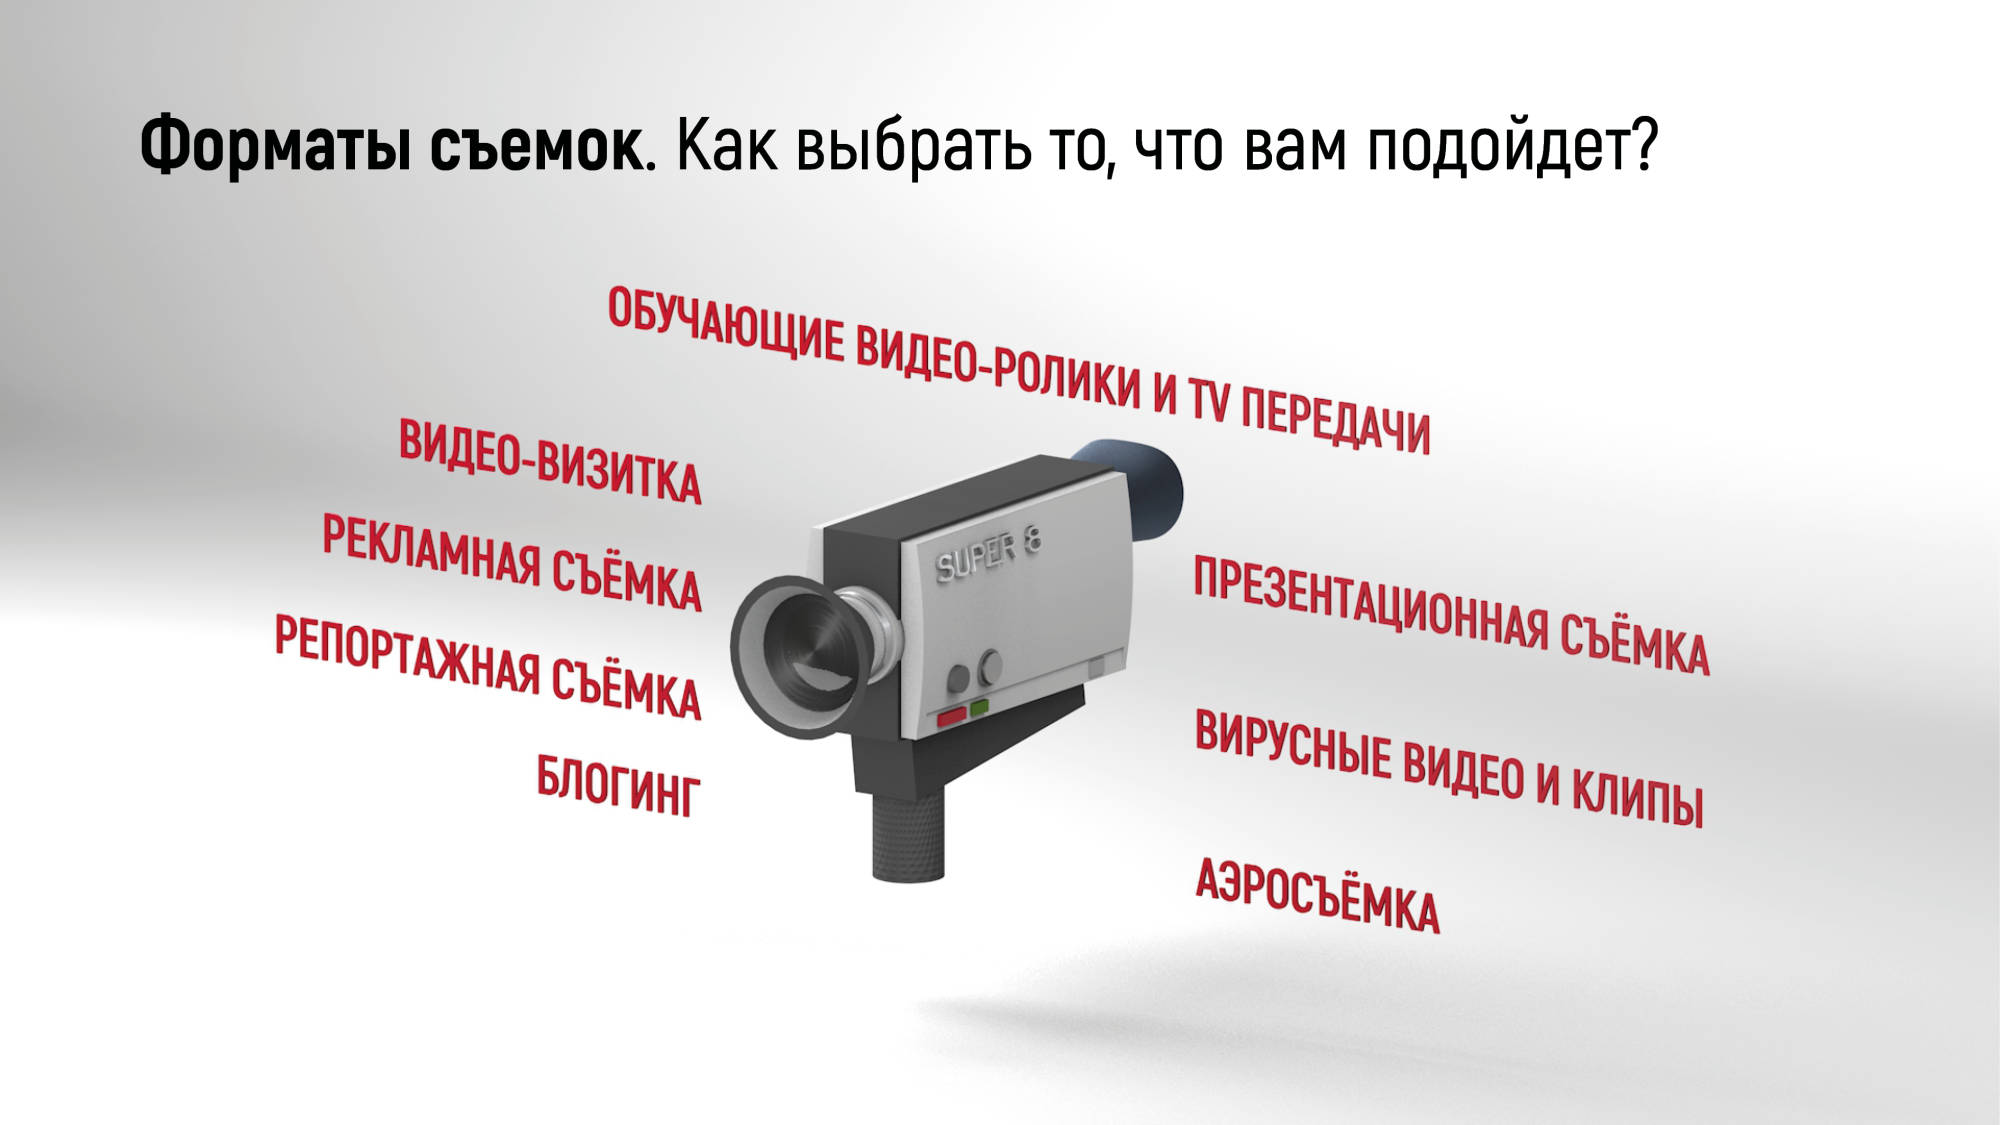 Форматы съемок. Как выбрать то, что вам подойдет?
ОБУЧАЮЩИЕ ВИДЕО-РОЛИКИ И TV ПЕРЕДАЧИ
ВИДЕО-ВИЗИТКА
РЕКЛАМНАЯ СЪЁМКА
РЕПОРТАЖНАЯ СЪЁМКА
БЛОГИНГ
SUPER 8
ПРЕЗЕНТАЦИОННАЯ СЪЁМКА
ВИРУСНЫЕ ВИДЕО И КЛИПЫ
АЭРОСЪЁМКА